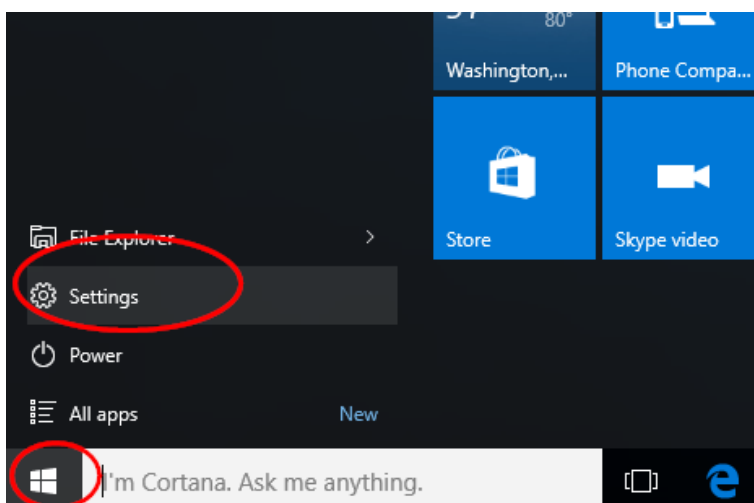 80°
Washington,...
Phone Compa...
Store
Skype video
File Explorer
Settings
Power
All apps
New
I'm Cortana. Ask me anything.